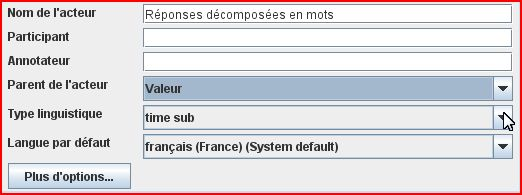 Nom de l'acteur Réponses décomposées en mots
Participant
Annotateur
Parent de l'acteur Valeur
Type linguistique time sub
Langue par défaut français (France) (System default)
Plus d'options...